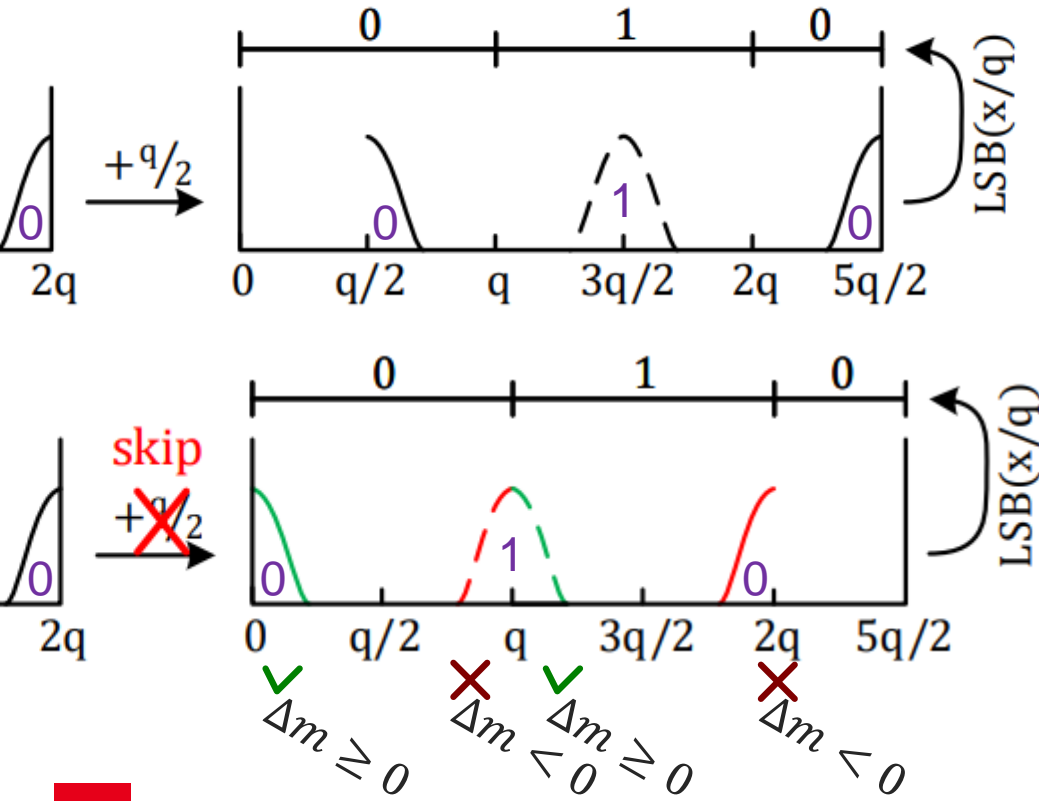 0 1 0
LSB(x/q)
+q/2
0 0 1 0
2q 0 q/2 q 3q/2 2q 5q/2
0 1 0
LSB(x/q)
skip
+q/2
0 0 1 0
2q 0 q/2 q 3q/2 2q 5q/2
Δm ≥ 0 Δm < 0 Δm ≥ 0 Δm < 0